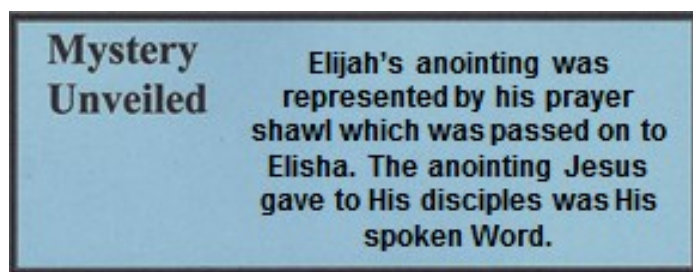 Mystery
Unveiled
Elijah's anointing was
represented by his prayer
shawl which was passed on to
Elisha. The anointing Jesus
gave to His disciples was His
spoken Word.